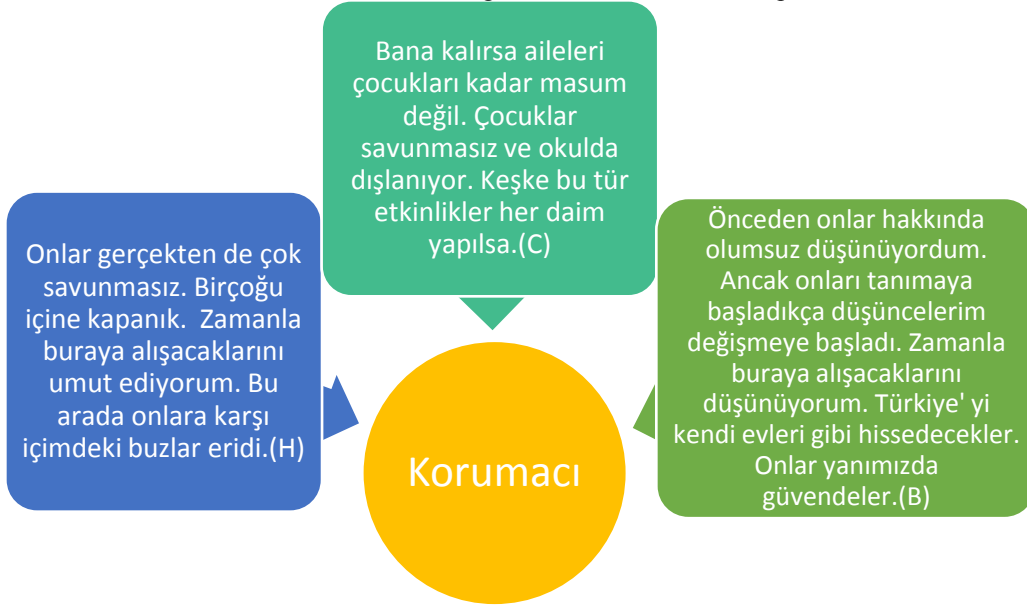 Bana kalırsa aileleri
çocukları kadar masum
değil. Çocuklar
savunmasız ve okulda
dışlanıyor. Keşke bu tür
etkinlikler her daim
yapılsa.(C)
Onlar gerçekten de çok
savunmasız. Birçoğu
içine kapanık.  Zamanla
buraya alışacaklarını
umut ediyorum. Bu
arada onlara karşı
içimdeki buzlar eridi.(H)
Önceden onlar hakkında
olumsuz düşünüyordum.
Ancak onları tanımaya
başladıkça düşüncelerim
değişmeye başladı. Zamanla
buraya alışacaklarını
düşünüyorum. Türkiye' yi
kendi evleri gibi hissedecekler.
Onlar yanımızda
güvendeler.(B)
Korumacı